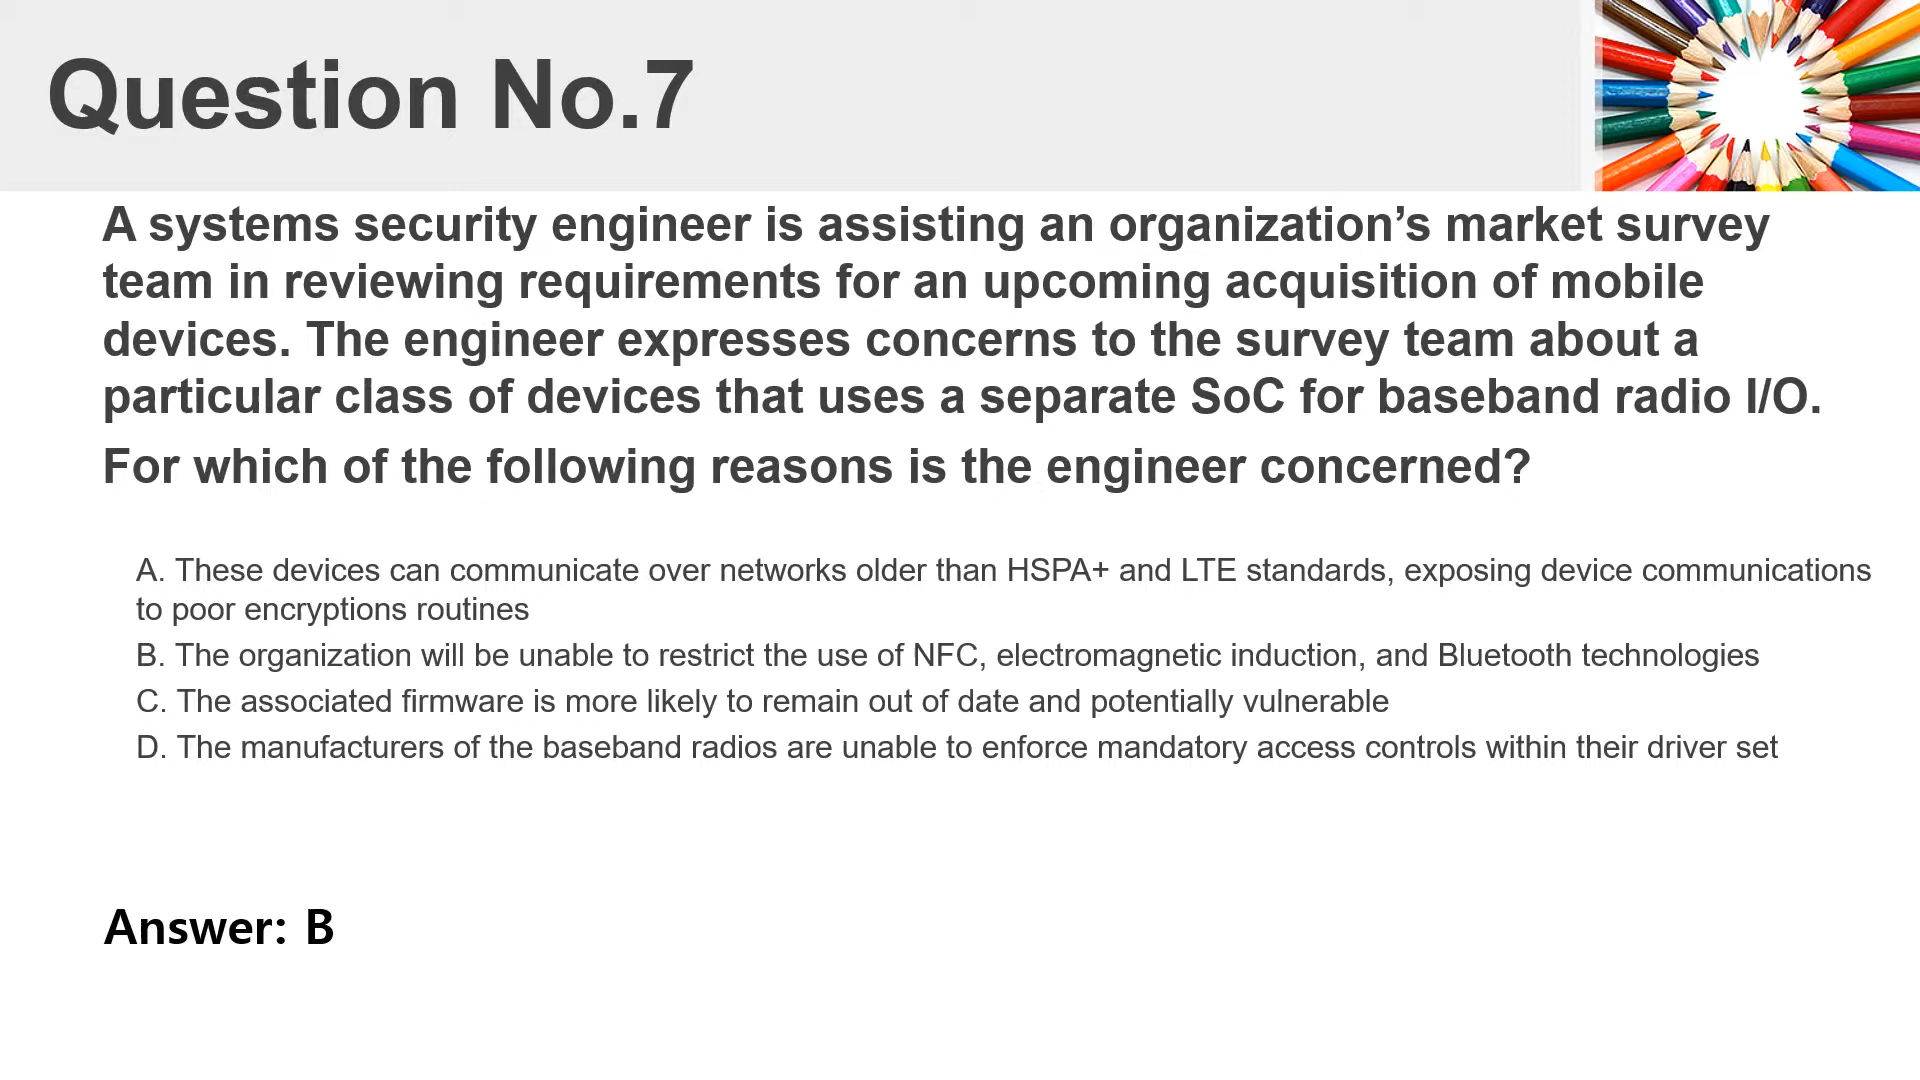 Question No.7
A systems security engineer is assisting an organization’s market survey
team in reviewing requirements for an upcoming acquisition of mobile
devices. The engineer expresses concerns to the survey team about a
particular class of devices that uses a separate SoC for baseband radio I/O.
For which of the following reasons is the engineer concerned?
A. These devices can communicate over networks older than HSPA+ and LTE standards, exposing device communications
to poor encryptions routines
B. The organization will be unable to restrict the use of NFC, electromagnetic induction, and Bluetooth technologies
C. The associated firmware is more likely to remain out of date and potentially vulnerable
D. The manufacturers of the baseband radios are unable to enforce mandatory access controls within their driver set
Answer: B